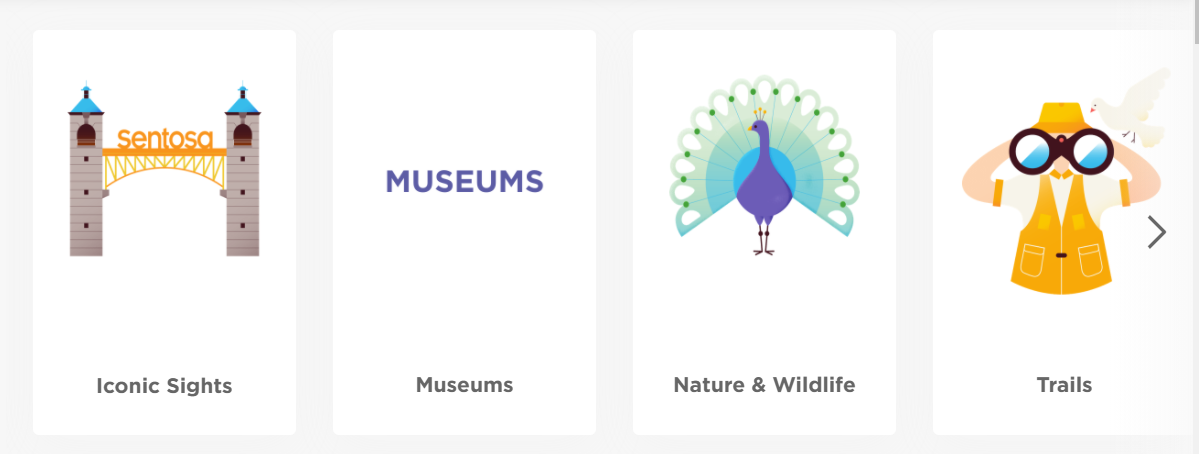 sentosa
MUSEUMS
Iconic Sights
Museums
Nature & Wildlife
Trails